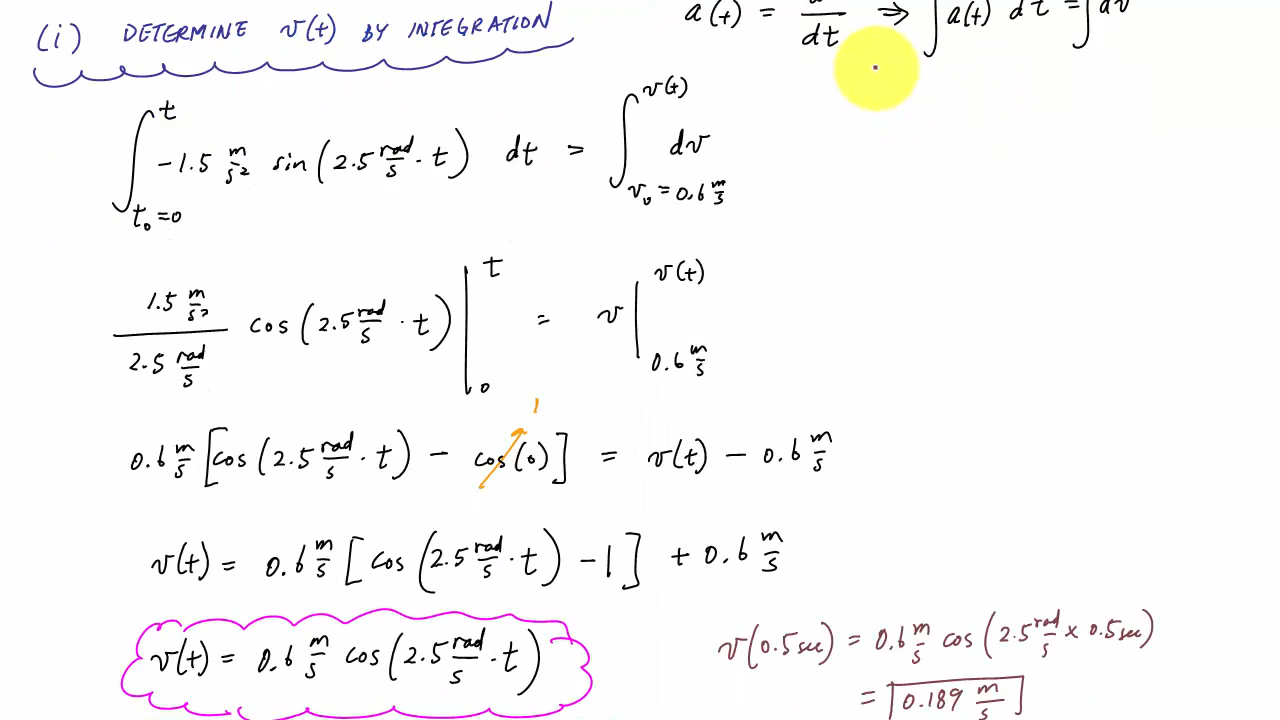 (i) DETERMINE v(t) BY INTEGRATION
a(t) = /dt ⇒ ∫a(t) dt = ∫dv
∫_{t₀=0}^{t} -1.5 m/s² sin(2.5 rad/s · t) dt = ∫_{v₀=0.6 m/s}^{v(t)} dv
1.5 m/s² / 2.5 rad/s cos(2.5 rad/s · t) |_{0}^{t} = v |_{0.6 m/s}^{v(t)}
1
0.6 m/s [cos(2.5 rad/s · t) - cos(0)] = v(t) - 0.6 m/s
v(t) = 0.6 m/s [cos(2.5 rad/s · t) - 1] + 0.6 m/s
v(t) = 0.6 m/s cos(2.5 rad/s · t)
v(0.5 sec) = 0.6 m/s cos(2.5 rad/s x 0.5 sec)
= 0.189 m/s